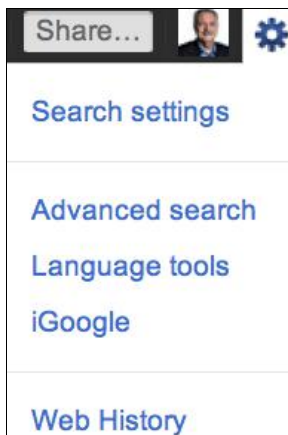 Share...
Search settings
Advanced search
Language tools
iGoogle
Web History